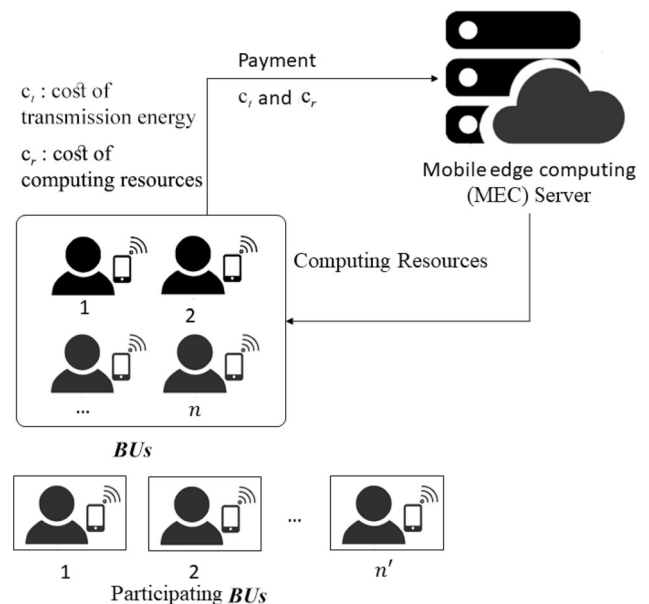 Payment
c_t and c_r
c_t : cost of
transmission energy
c_r : cost of
computing resources
Mobile edge computing
(MEC) Server
Computing Resources
1
2
...
n
BUs
...
1
2
n′
Participating BUs